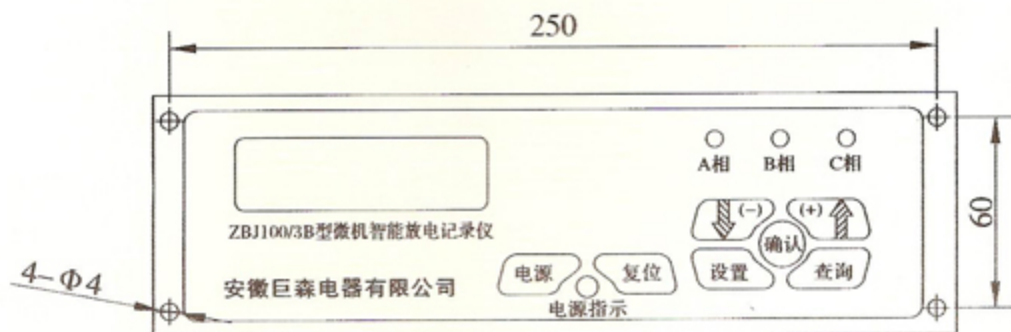 250
A相 B相 C相
(-) (+)
60
ZBJ100/3B型微机智能放电记录仪
确认
4-Φ4
安徽巨森电器有限公司
电源 复位
设置 查询
电源指示